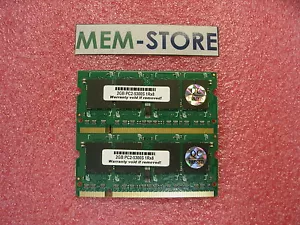 MEM-STORE
2GB PC2-5300S 1Rx8
Warranty void if removed!
2GB PC2-5300S 1Rx8
Warranty void if removed!